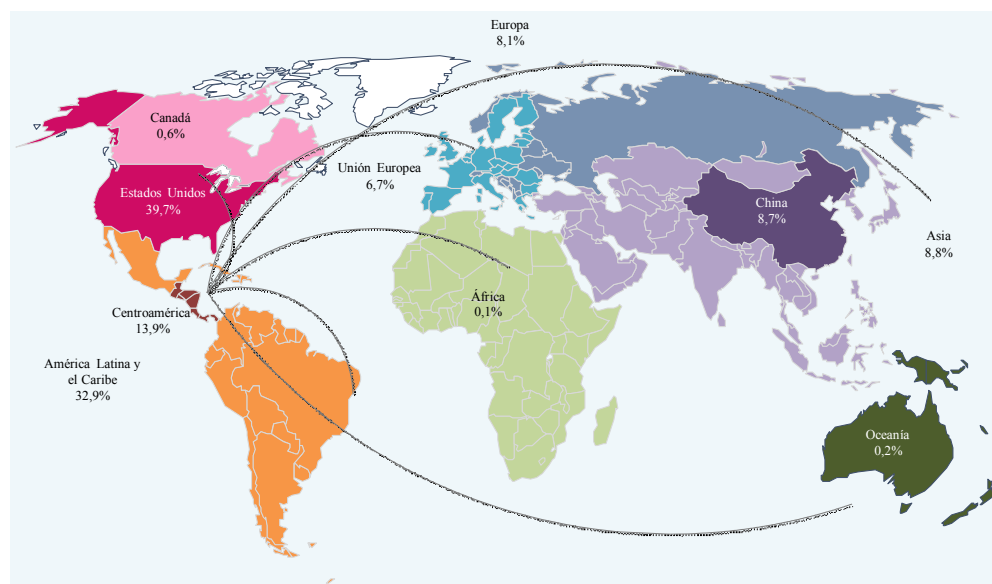 Europa
8,1%
Canadá
0,6%
Unión Europea
6,7%
Estados Unidos
39,7%
China
8,7%
Asia
8,8%
África
0,1%
Centroamérica
13,9%
América Latina y
el Caribe
32,9%
Oceanía
0,2%